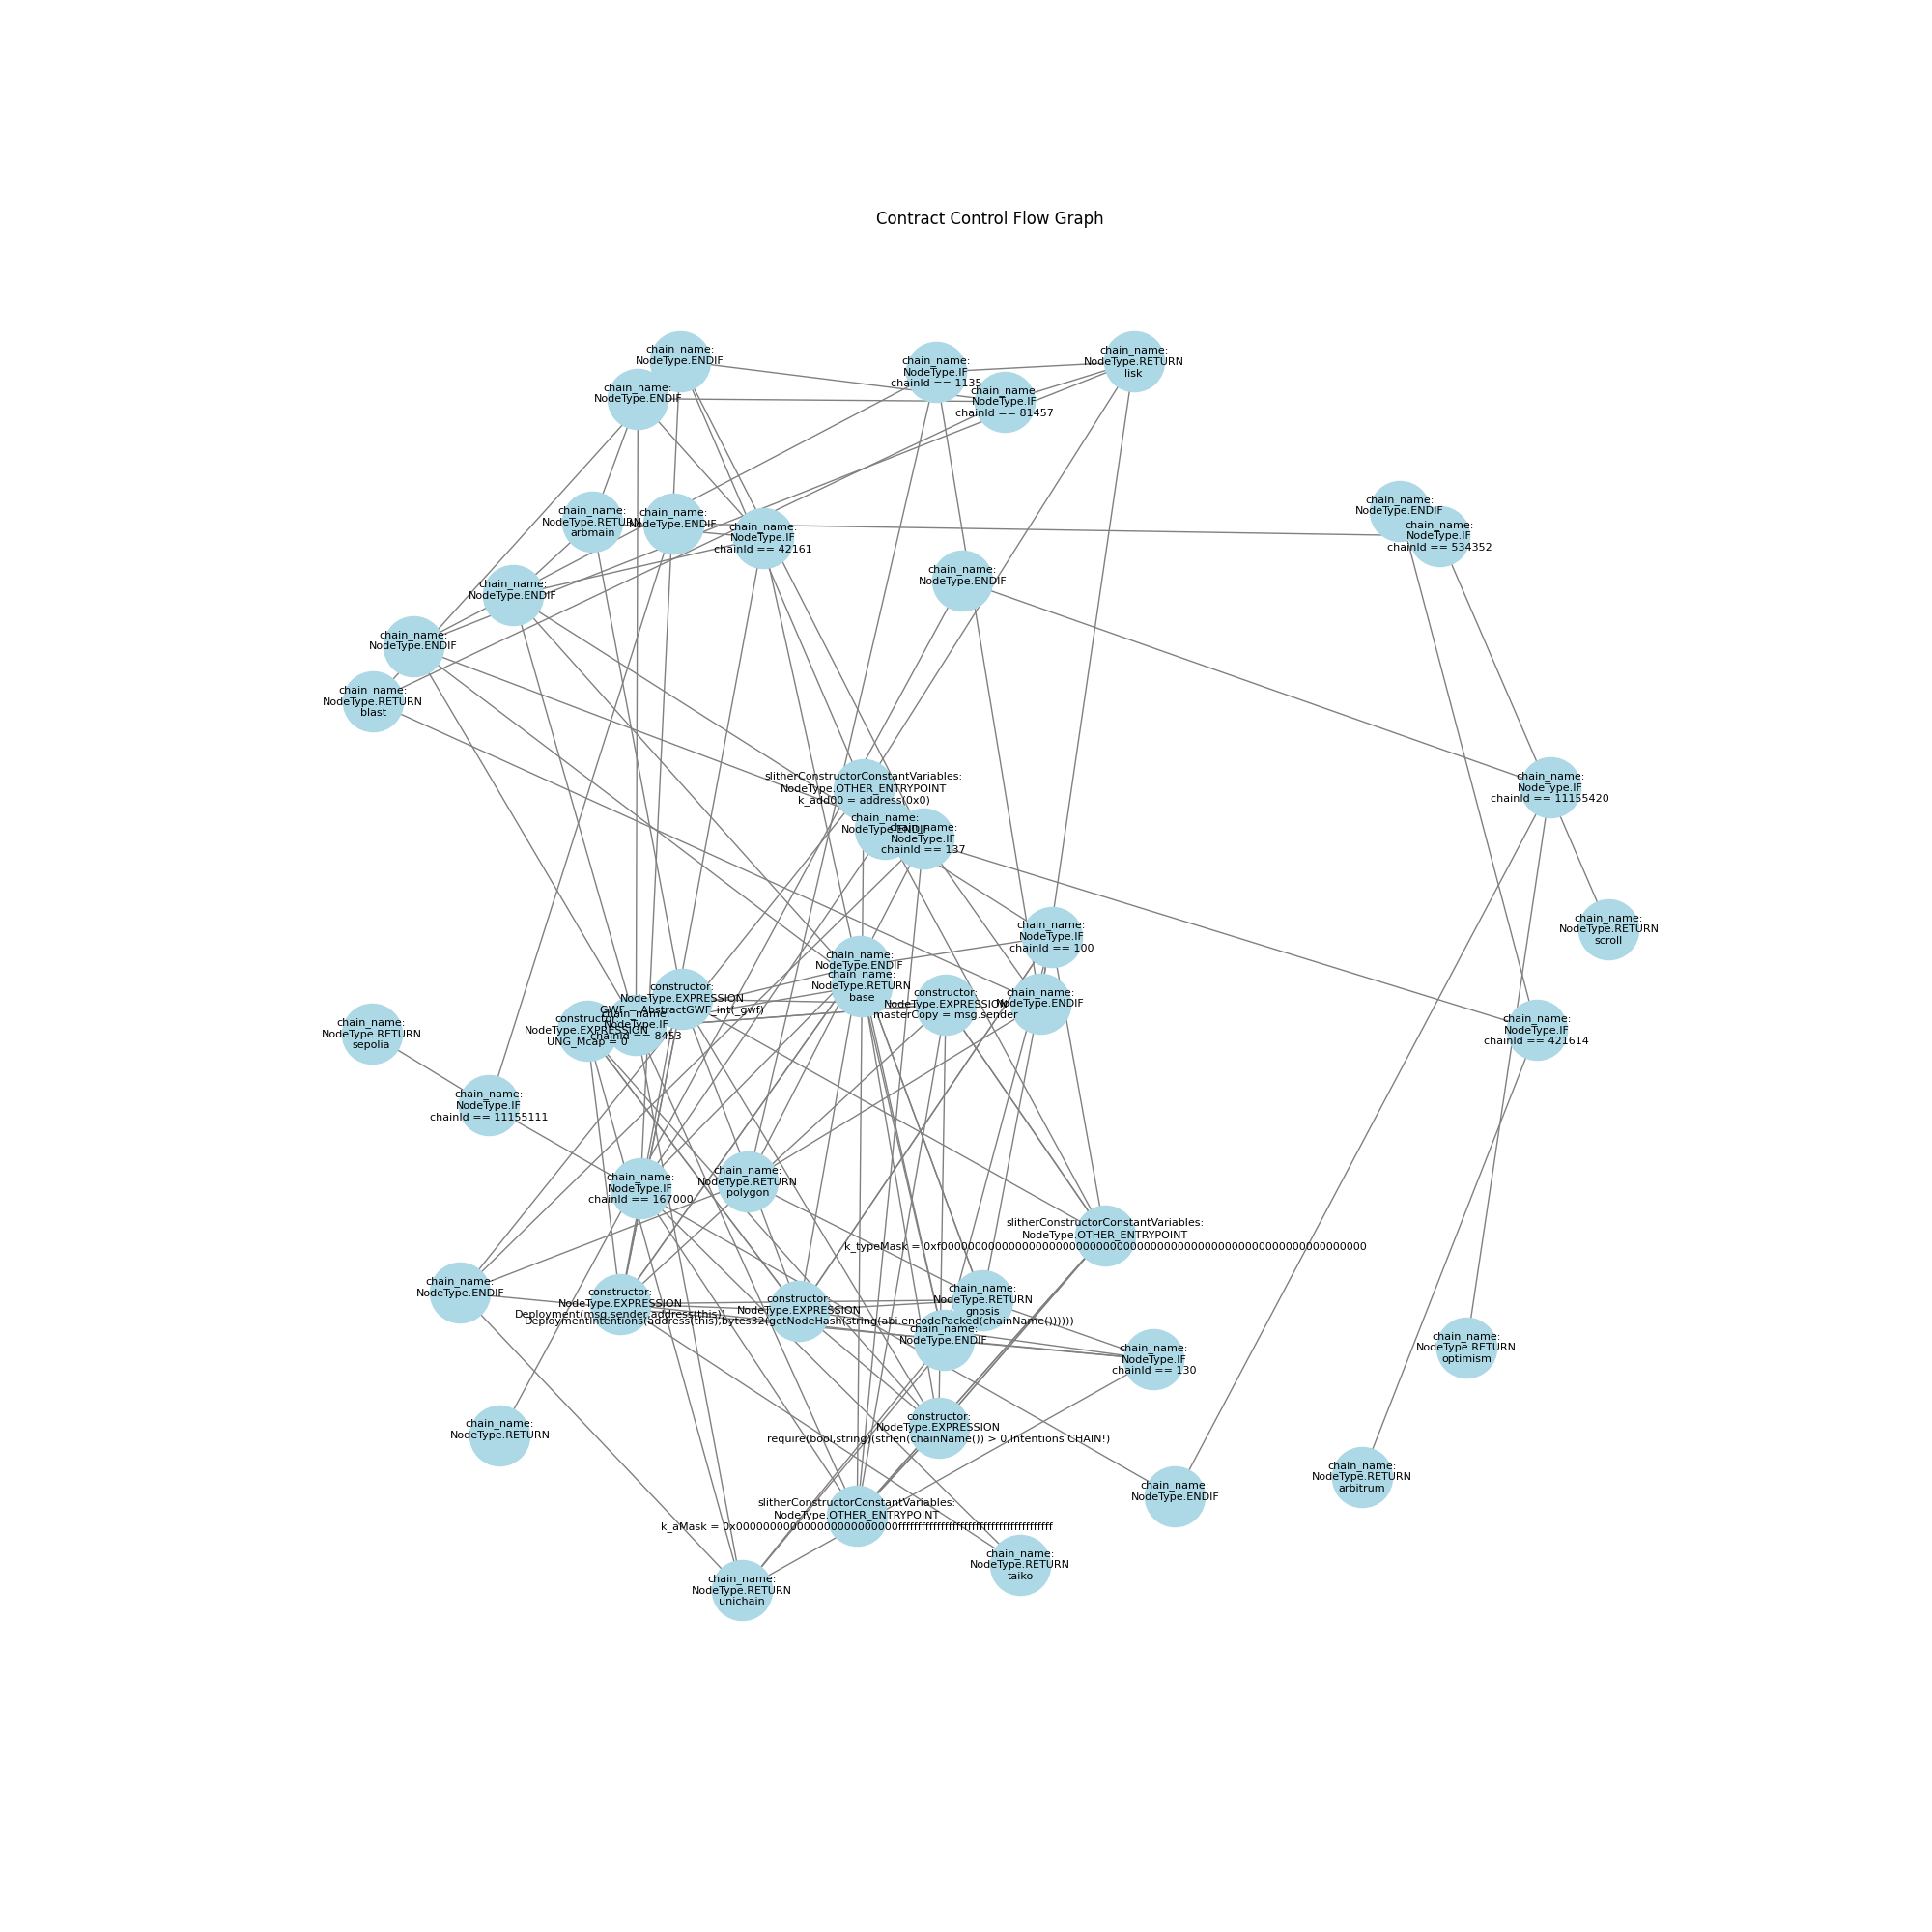 Contract Control Flow Graph
chain_name:
NodeType.ENDIF
chain_name:
NodeType.ENDIF
chain_name:
NodeType.IF
chainId == 1135
chain_name:
NodeType.RETURN
lisk
chain_name:
NodeType.IF
chainId == 81457
chain_name:
NodeType.RETURN
arbmain
chain_name:
NodeType.ENDIF
chain_name:
NodeType.IF
chainId == 42161
chain_name:
NodeType.ENDIF
chain_name:
NodeType.IF
chainId == 534352
chain_name:
NodeType.ENDIF
chain_name:
NodeType.ENDIF
chain_name:
NodeType.ENDIF
chain_name:
NodeType.RETURN
blast
slitherConstructorConstantVariables:
NodeType.OTHER_ENTRYPOINT
k_add00 = address(0x0)
chain_name:
NodeType.ENDIF
chain_name:
NodeType.IF
chainId == 137
chain_name:
NodeType.IF
chainId == 11155420
chain_name:
NodeType.IF
chainId == 100
chain_name:
NodeType.RETURN
scroll
chain_name:
NodeType.ENDIF
chain_name:
NodeType.RETURN
base
constructor:
NodeType.EXPRESSION
GWF = AbstractGWF_int(_gwf)
constructor:
NodeType.EXPRESSION
masterCopy = msg.sender
chain_name:
NodeType.ENDIF
constructor:
NodeType.EXPRESSION
UNG_Mcap = 0
chain_name:
NodeType.IF
chainId == 8453
chain_name:
NodeType.RETURN
sepolia
chain_name:
NodeType.IF
chainId == 421614
chain_name:
NodeType.IF
chainId == 11155111
chain_name:
NodeType.IF
chainId == 167000
chain_name:
NodeType.RETURN
polygon
slitherConstructorConstantVariables:
NodeType.OTHER_ENTRYPOINT
chain_name:
NodeType.ENDIF
constructor:
NodeType.EXPRESSION
Deployment(msg.sender,address(this))
constructor:
NodeType.EXPRESSION
DeploymentIntentions(address(this),bytes32(getNodeHash(string(abi.encodePacked(chainName())))))
chain_name:
NodeType.RETURN
gnosis
chain_name:
NodeType.ENDIF
chain_name:
NodeType.IF
chainId == 130
chain_name:
NodeType.RETURN
optimism
chain_name:
NodeType.RETURN
constructor:
NodeType.EXPRESSION
require(bool,string)(strlen(chainName()) > 0,Intentions CHAIN!)
chain_name:
NodeType.RETURN
arbitrum
chain_name:
NodeType.ENDIF
slitherConstructorConstantVariables:
NodeType.OTHER_ENTRYPOINT
chain_name:
NodeType.RETURN
taiko
chain_name:
NodeType.RETURN
unichain